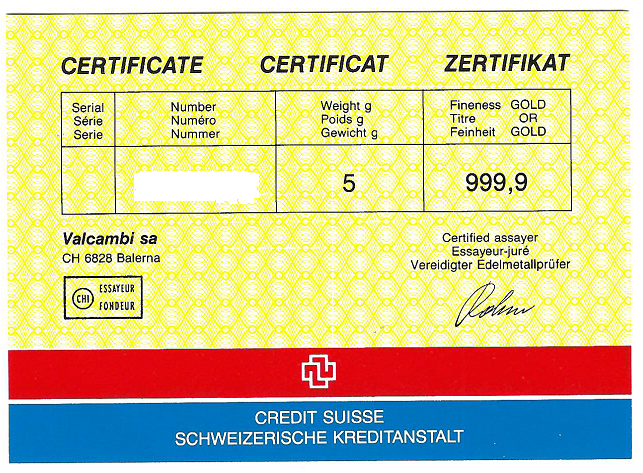 CERTIFICATE CERTIFICAT ZERTIFIKAT
Serial Number Weight g Fineness GOLD
Série Numéro Poids g Titre OR
Serie Nummer Gewicht g Feinheit GOLD
5 999,9
Valcambi sa
CH 6828 Balerna
CHI ESSAYEUR
FONDEUR
Certified assayer
Essayeur-juré
Vereidigter Edelmetallprüfer
CREDIT SUISSE
SCHWEIZERISCHE KREDITANSTALT